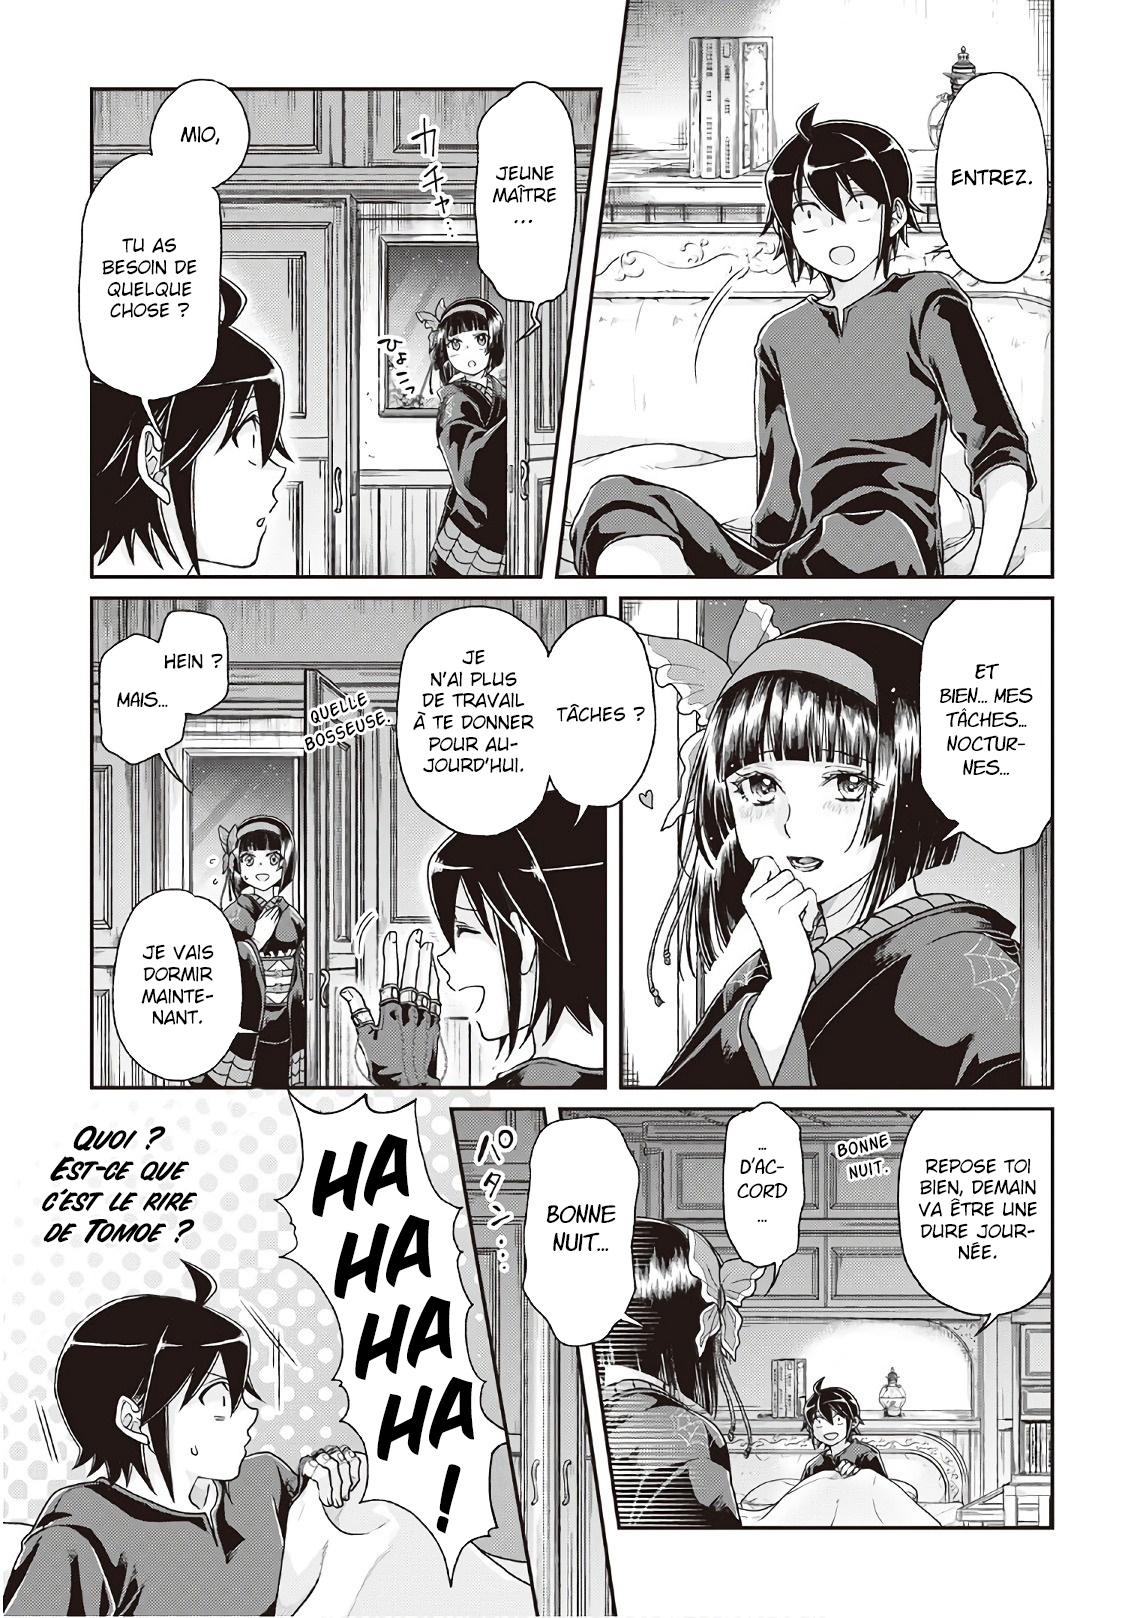 ENTREZ.
JEUNE
MAÎTRE
...
カチャ…
ひょこっ
MIO,
TU AS
BESOIN DE
QUELQUE
CHOSE ?
ET
BIEN... MES
TÂCHES...
NOCTUR-
NES...
TÂCHES ?
JE
N'AI PLUS
DE TRAVAIL
À TE DONNER
POUR AU-
JOURD'HUI.
QUELLE
BOSSEUSE.
HEIN ?
MAIS...
JE VAIS
DORMIR
MAINTE-
NANT.
REPOSE TOI
BIEN, DEMAIN
VA ÊTRE UNE
DURE JOUR-
NÉE.
BONNE
NUIT.
...
D'AC-
CORD
...
BONNE
NUIT...
パタン…
HA
HA
HA
HA !
QUOI ?
EST-CE QUE
C'EST LE RIRE
DE TOMOE ?